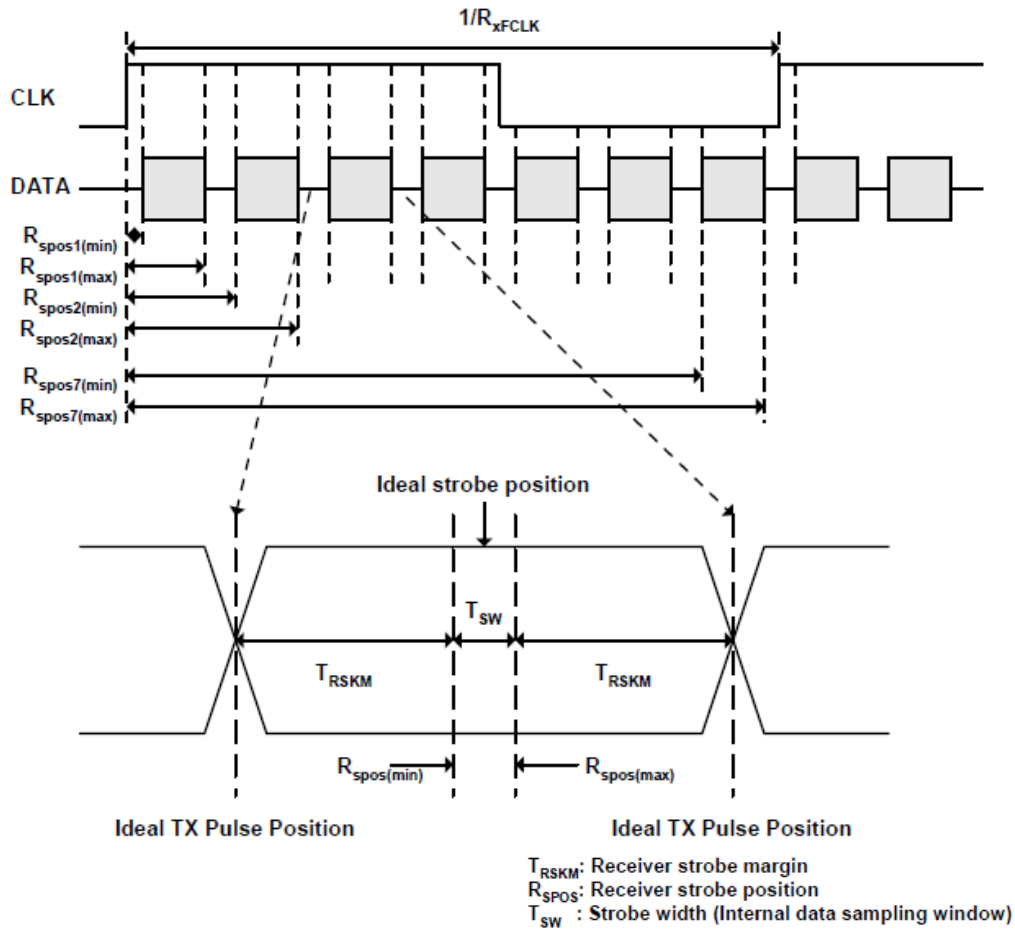 1/RxFCLK
CLK
DATA
Rspos1(min)
Rspos1(max)
Rspos2(min)
Rspos2(max)
Rspos7(min)
Rspos7(max)
Ideal strobe position
TSW
TRSKM TRSKM
Rspos(min) Rspos(max)
Ideal TX Pulse Position Ideal TX Pulse Position
TRSKM: Receiver strobe margin
RSPOS: Receiver strobe position
TSW : Strobe width (Internal data sampling window)